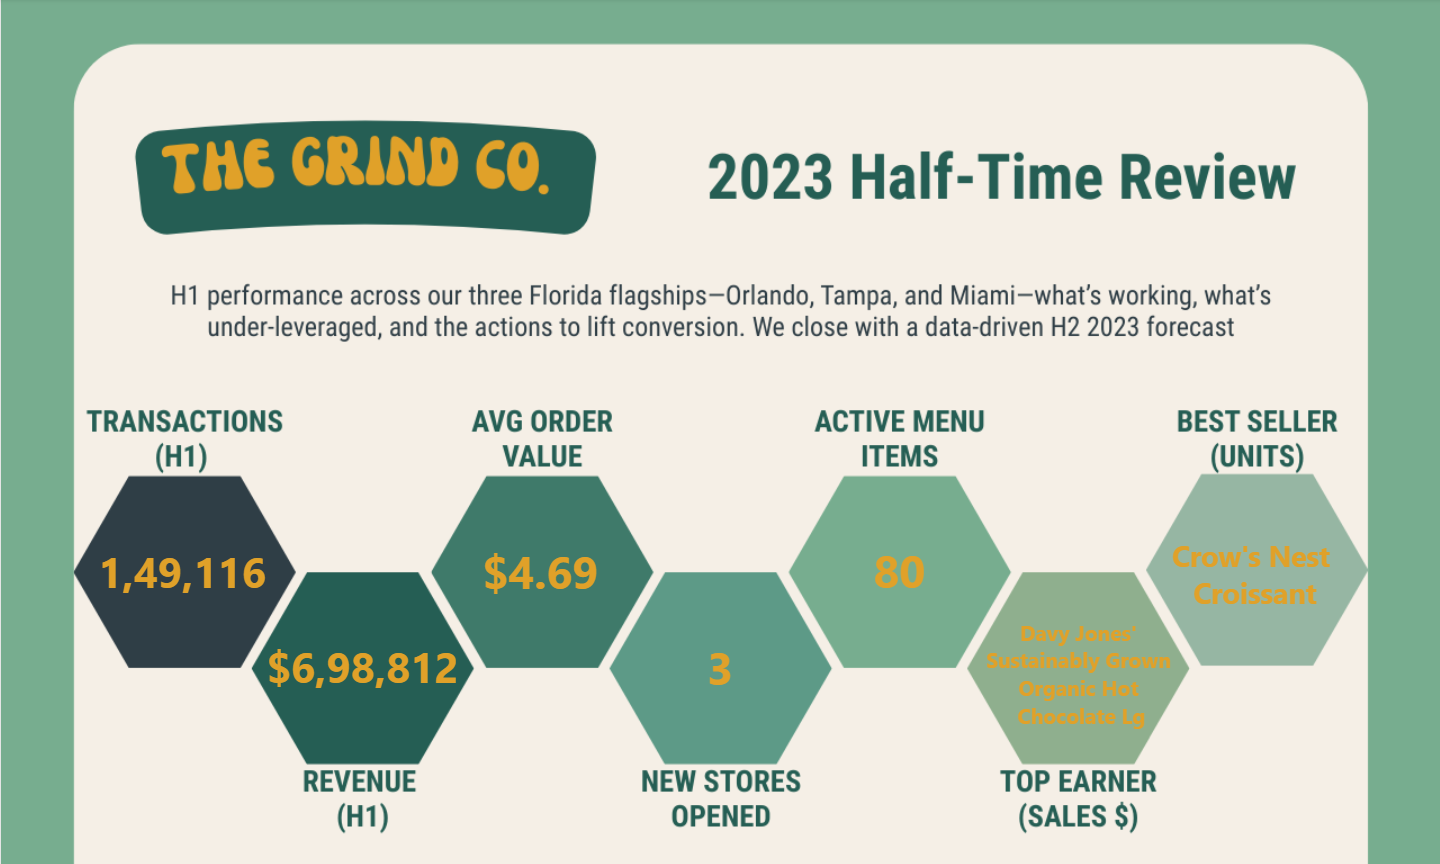 THE GRIND CO.
2023 Half-Time Review
H1 performance across our three Florida flagships—Orlando, Tampa, and Miami—what's working, what's
under-leveraged, and the actions to lift conversion. We close with a data-driven H2 2023 forecast
TRANSACTIONS
(H1)
1,49,116
$6,98,812
REVENUE
(H1)
AVG ORDER
VALUE
$4.69
3
NEW STORES
OPENED
ACTIVE MENU
ITEMS
80
Davy Jones'
Sustainably Grown
Organic Hot
Chocolate Lg
TOP EARNER
(SALES $)
BEST SELLER
(UNITS)
Crow's Nest
Croissant